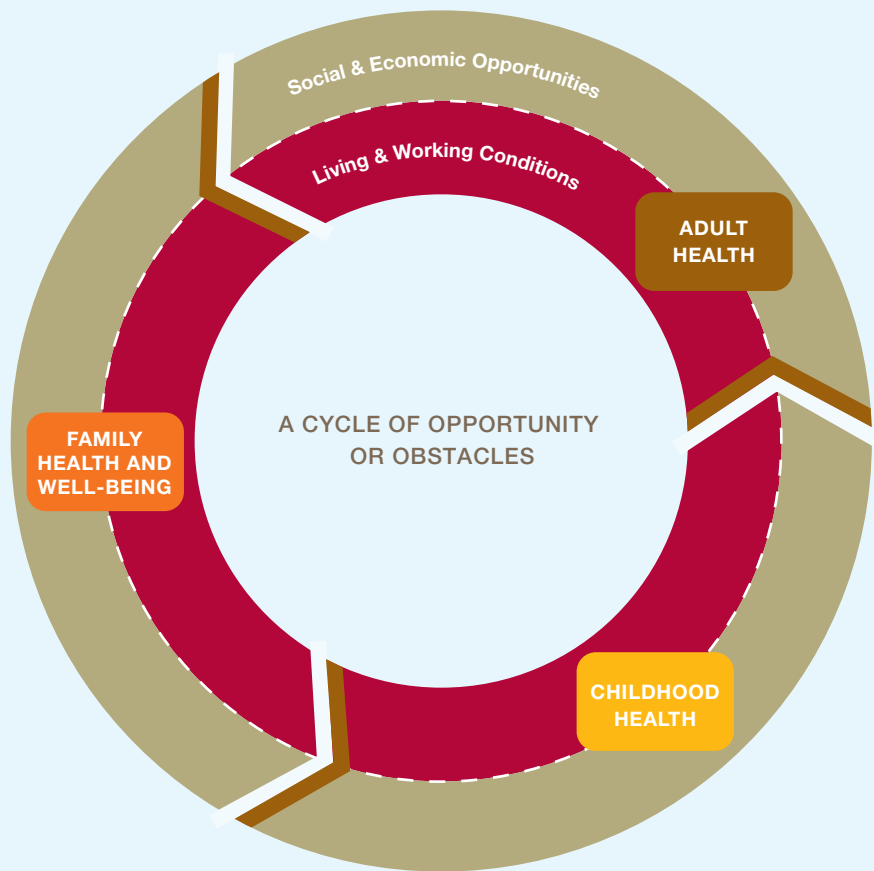 Social & Economic Opportunities
Living & Working Conditions
ADULT
HEALTH
A CYCLE OF OPPORTUNITY
OR OBSTACLES
FAMILY
HEALTH AND
WELL-BEING
CHILDHOOD
HEALTH